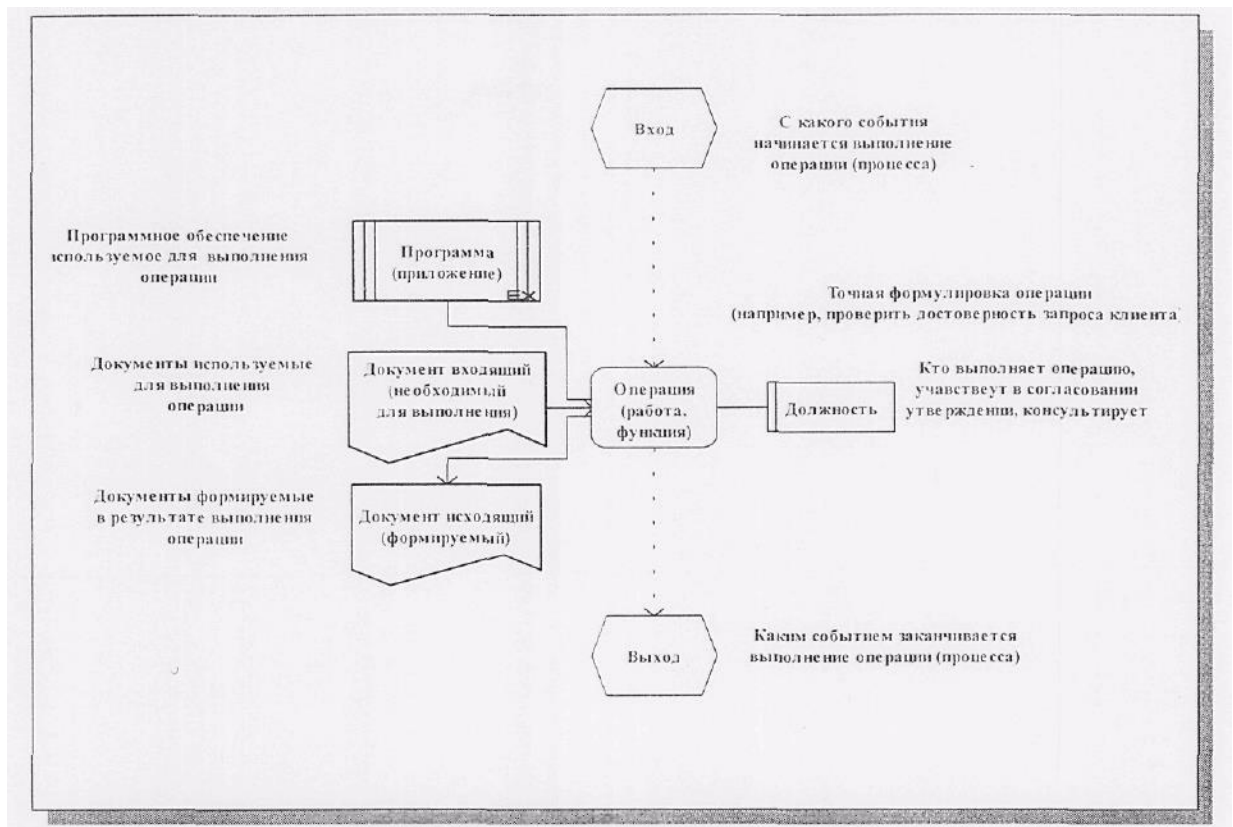 Вход
С какого события
начинается выполнение
операции (процесса)
Программное обеспечение
используемое для выполнения
операции
Программа
(приложение)
EX
Точная формулировка операции
(например, проверить достоверность запроса клиента
Документы используемые
для выполнения
операции
Документ входящий
(необходимый
для выполнения)
Операция
(работа,
функция)
Должность
Кто выполняет операцию,
учавствеут в согласовании
утверждении, консультирует
Документы формируемые
в результате выполнения
операции
Документ исходящий
(формируемый)
Выход
Каким событием заканчивается
выполнение операции (процесса)